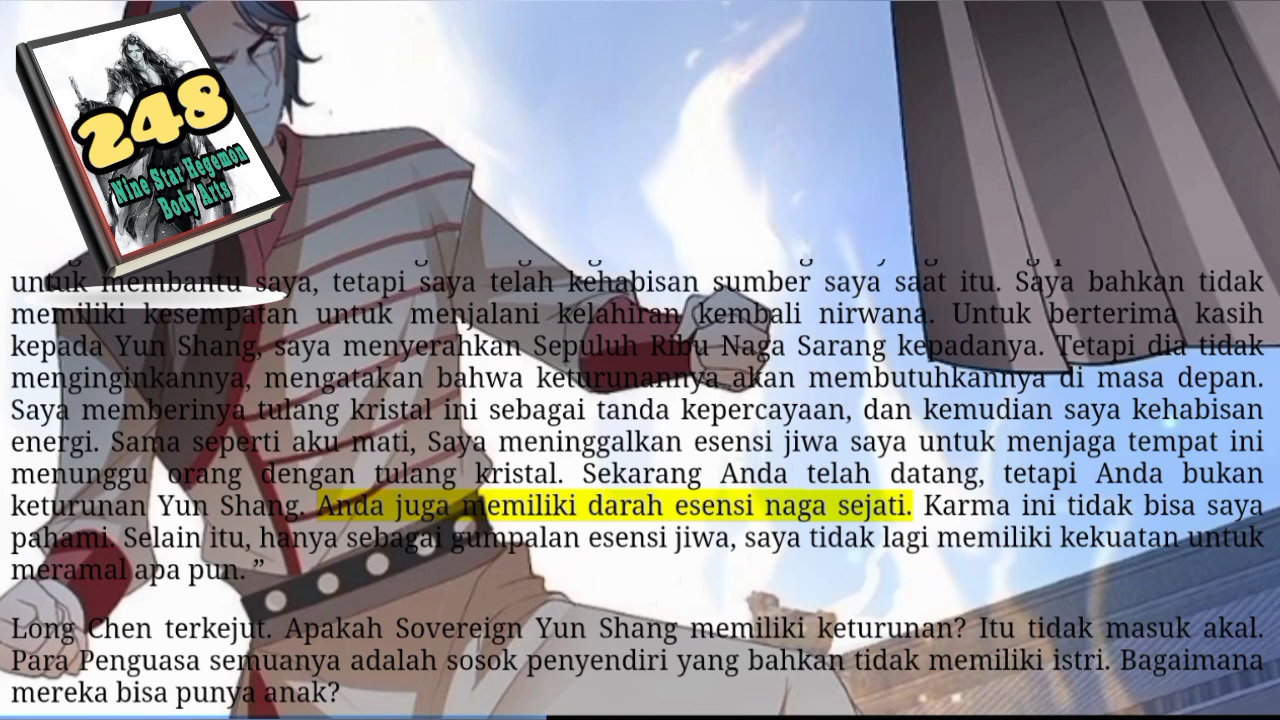 248
Nine Star Hegemon
Body Arts
untuk membantu saya, tetapi saya telah kehabisan sumber saya saat itu. Saya bahkan tidak
memiliki kesempatan untuk menjalani kelahiran kembali nirwana. Untuk berterima kasih
kepada Yun Shang, saya menyerahkan Sepuluh Ribu Naga Sarang kepadanya. Tetapi dia tidak
menginginkannya, mengatakan bahwa keturunannya akan membutuhkannya di masa depan.
Saya memberinya tulang kristal ini sebagai tanda kepercayaan, dan kemudian saya kehabisan
energi. Sama seperti aku mati, Saya meninggalkan esensi jiwa saya untuk menjaga tempat ini
menunggu orang dengan tulang kristal. Sekarang Anda telah datang, tetapi Anda bukan
keturunan Yun Shang. Anda juga memiliki darah esensi naga sejati. Karma ini tidak bisa saya
pahami. Selain itu, hanya sebagai gumpalan esensi jiwa, saya tidak lagi memiliki kekuatan untuk
meramal apa pun. ”
Long Chen terkejut. Apakah Sovereign Yun Shang memiliki keturunan? Itu tidak masuk akal.
Para Penguasa semuanya adalah sosok penyendiri yang bahkan tidak memiliki istri. Bagaimana
mereka bisa punya anak?